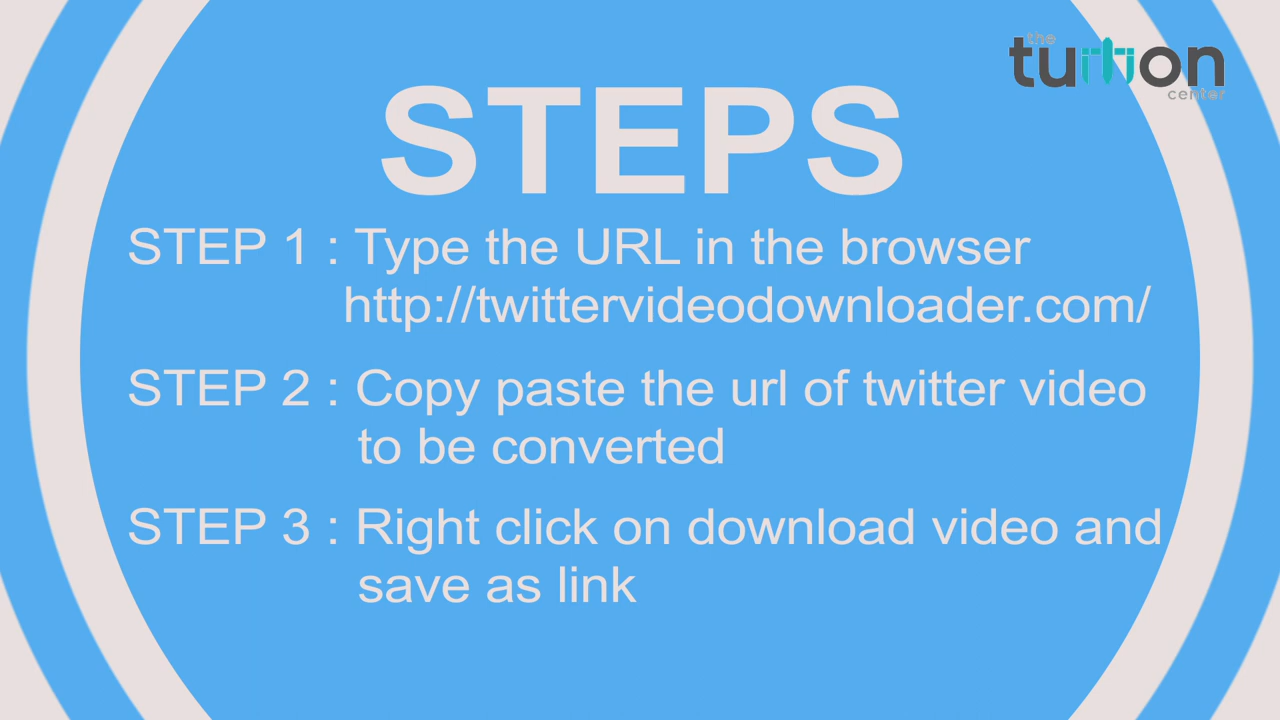 the
tuition
center
STEPS
STEP 1 : Type the URL in the browser
http://twittervideodownloader.com/
STEP 2 : Copy paste the url of twitter video
to be converted
STEP 3 : Right click on download video and
save as link